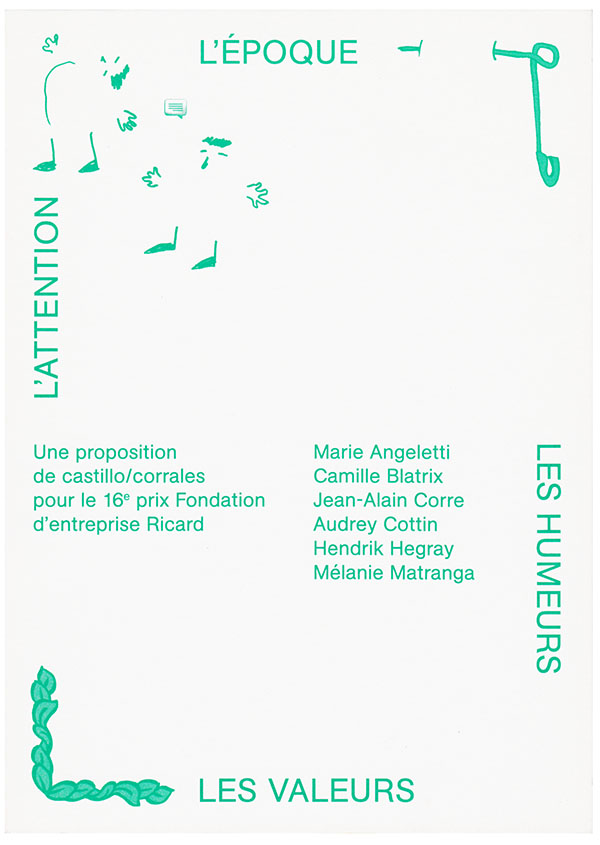 L'ÉPOQUE
L'ATTENTION
Une proposition
de castillo/corrales
pour le 16e prix Fondation
d'entreprise Ricard
Marie Angeletti
Camille Blatrix
Jean-Alain Corre
Audrey Cottin
Hendrik Hegray
Mélanie Matranga
LES HUMEURS
LES VALEURS